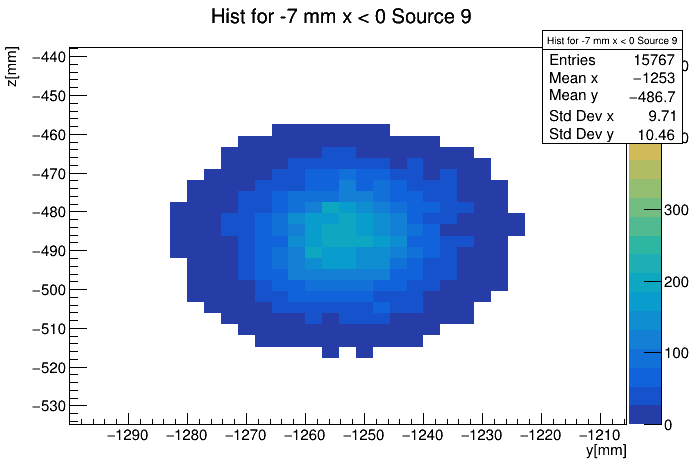 Hist for -7 mm x < 0 Source 9
Hist for -7 mm x < 0 Source 9
Entries 15767
Mean x −1253
Mean y −486.7
Std Dev x 9.71
Std Dev y 10.46
z[mm]
−440
−450
−460
−470
−480
−490
−500
−510
−520
−530
−1290
−1280
−1270
−1260
−1250
−1240
−1230
−1220
−1210
y[mm]
300
200
100
0